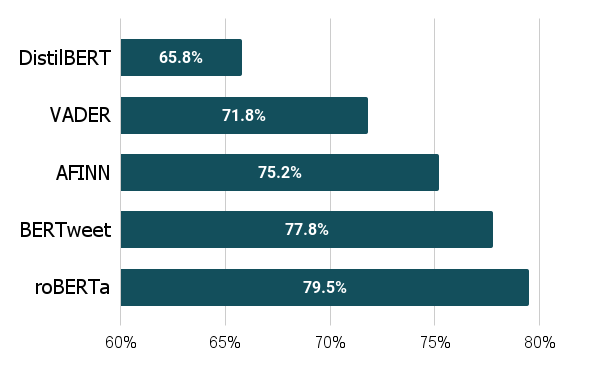 DistilBERT 65.8%
VADER 71.8%
AFINN 75.2%
BERTweet 77.8%
roBERTa 79.5%
60% 65% 70% 75% 80%